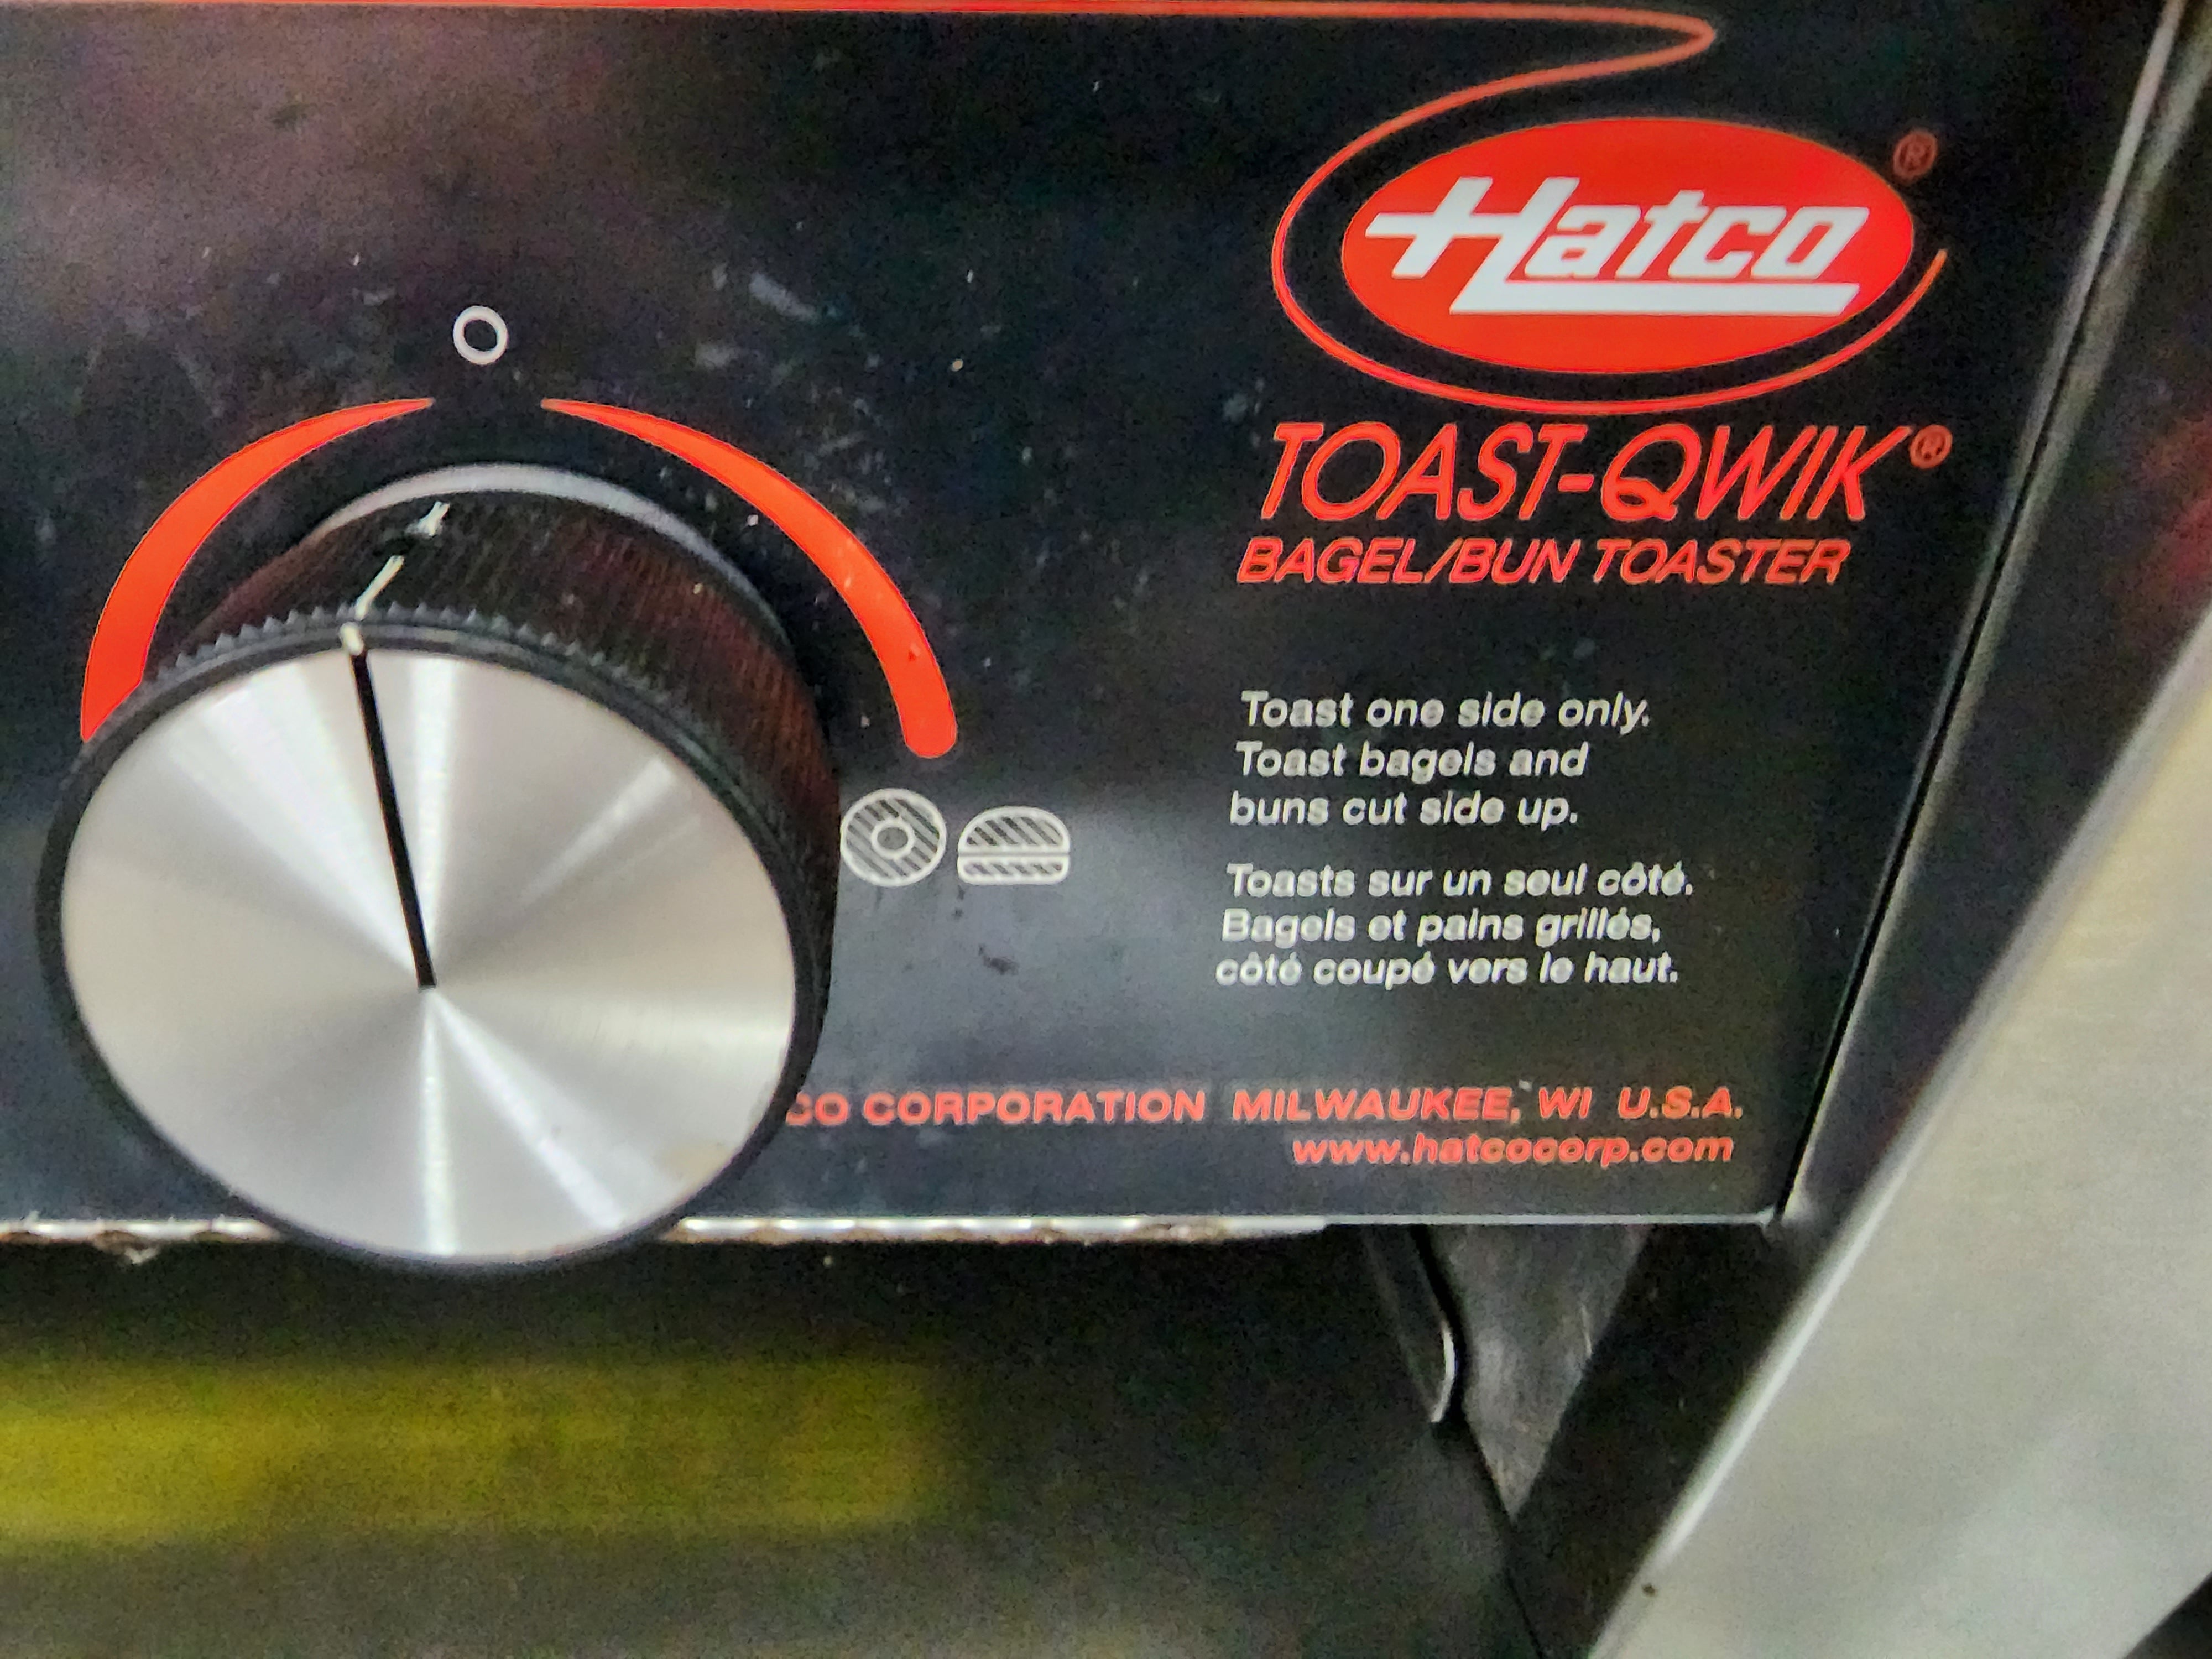 O
Hatco ®
TOAST-QWIK®
BAGEL/BUN TOASTER
Toast one side only.
Toast bagels and
buns cut side up.
Toasts sur un seul côté.
Bagels et pains grillés,
côté coupé vers le haut.
CO CORPORATION MILWAUKEE, WI U.S.A.
www.hatcocorp.com